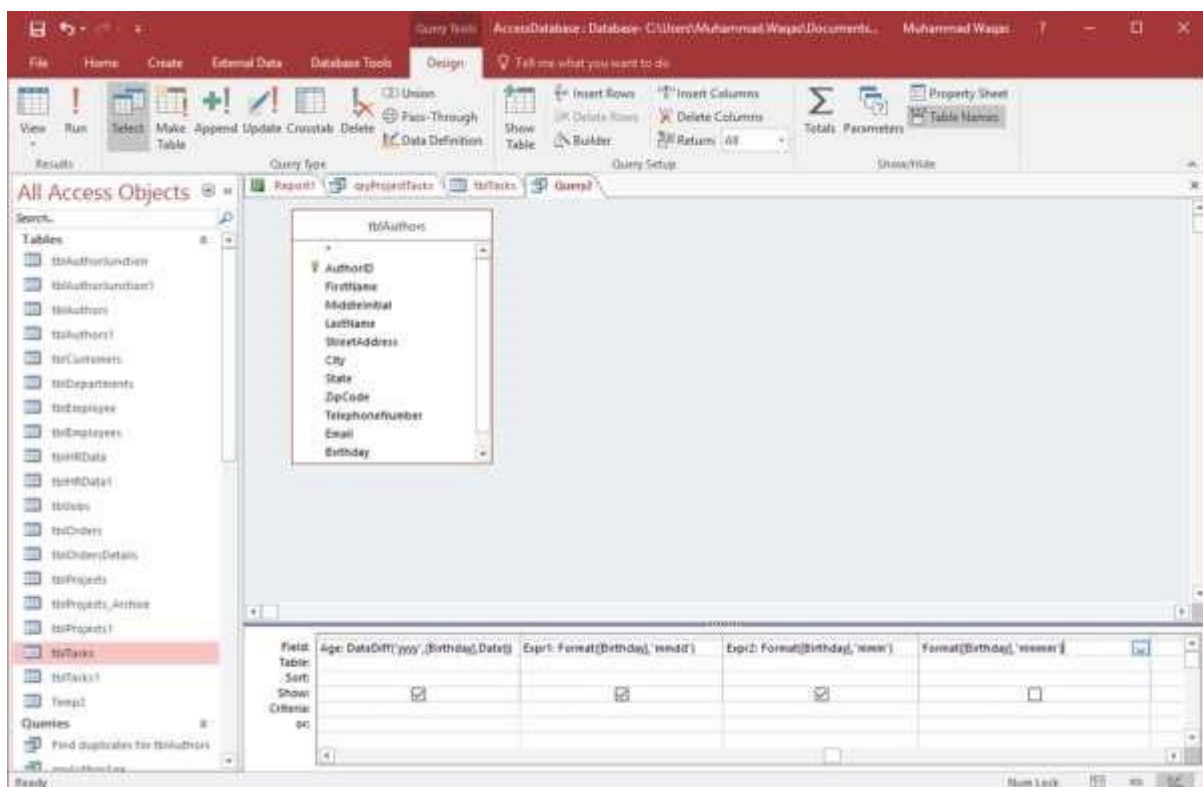 Query Tools
AccessDatabase : Database- C:\Users\Muhammad Waqas\Documents...
Muhammad Waqas
?
File Home Create External Data Database Tools Design Tell me what you want to do
View
Run
Select
Make Table
Append
Update
Crosstab
Delete
Union
Pass-Through
Data Definition
Show Table
Insert Rows
Delete Rows
Builder
Insert Columns
Delete Columns
Return: All
Totals
Parameters
Property Sheet
Table Names
Results
Query Type
Query Setup
Show/Hide
All Access Objects
Search...
Report1
qryProjectTasks
tblTasks
Query2
Tables
tblAuthorJunction
tblAuthorJunction1
tblAuthors
tblAuthors1
tblCustomers
tblDepartments
tblEmployee
tblEmployees
tblHRData
tblHRData1
tblJobs
tblOrders
tblOrdersDetails
tblProjects
tblProjects_Archive
tblProjects1
tblTasks
tblTasks1
Temp2
Queries
Find duplicates for tblAuthors
tblAuthors
*
AuthorID
FirstName
MiddleInitial
LastName
StreetAddress
City
State
ZipCode
TelephoneNumber
Email
Birthday
Field: Age: DateDiff('yyyy',[Birthday],Date()) Expr1: Format([Birthday],'mmdd') Expr2: Format([Birthday],'mmm') Format([Birthday],'mmmm')
Table:
Sort:
Show:
Criteria:
or:
Ready
Num Lock
SQL